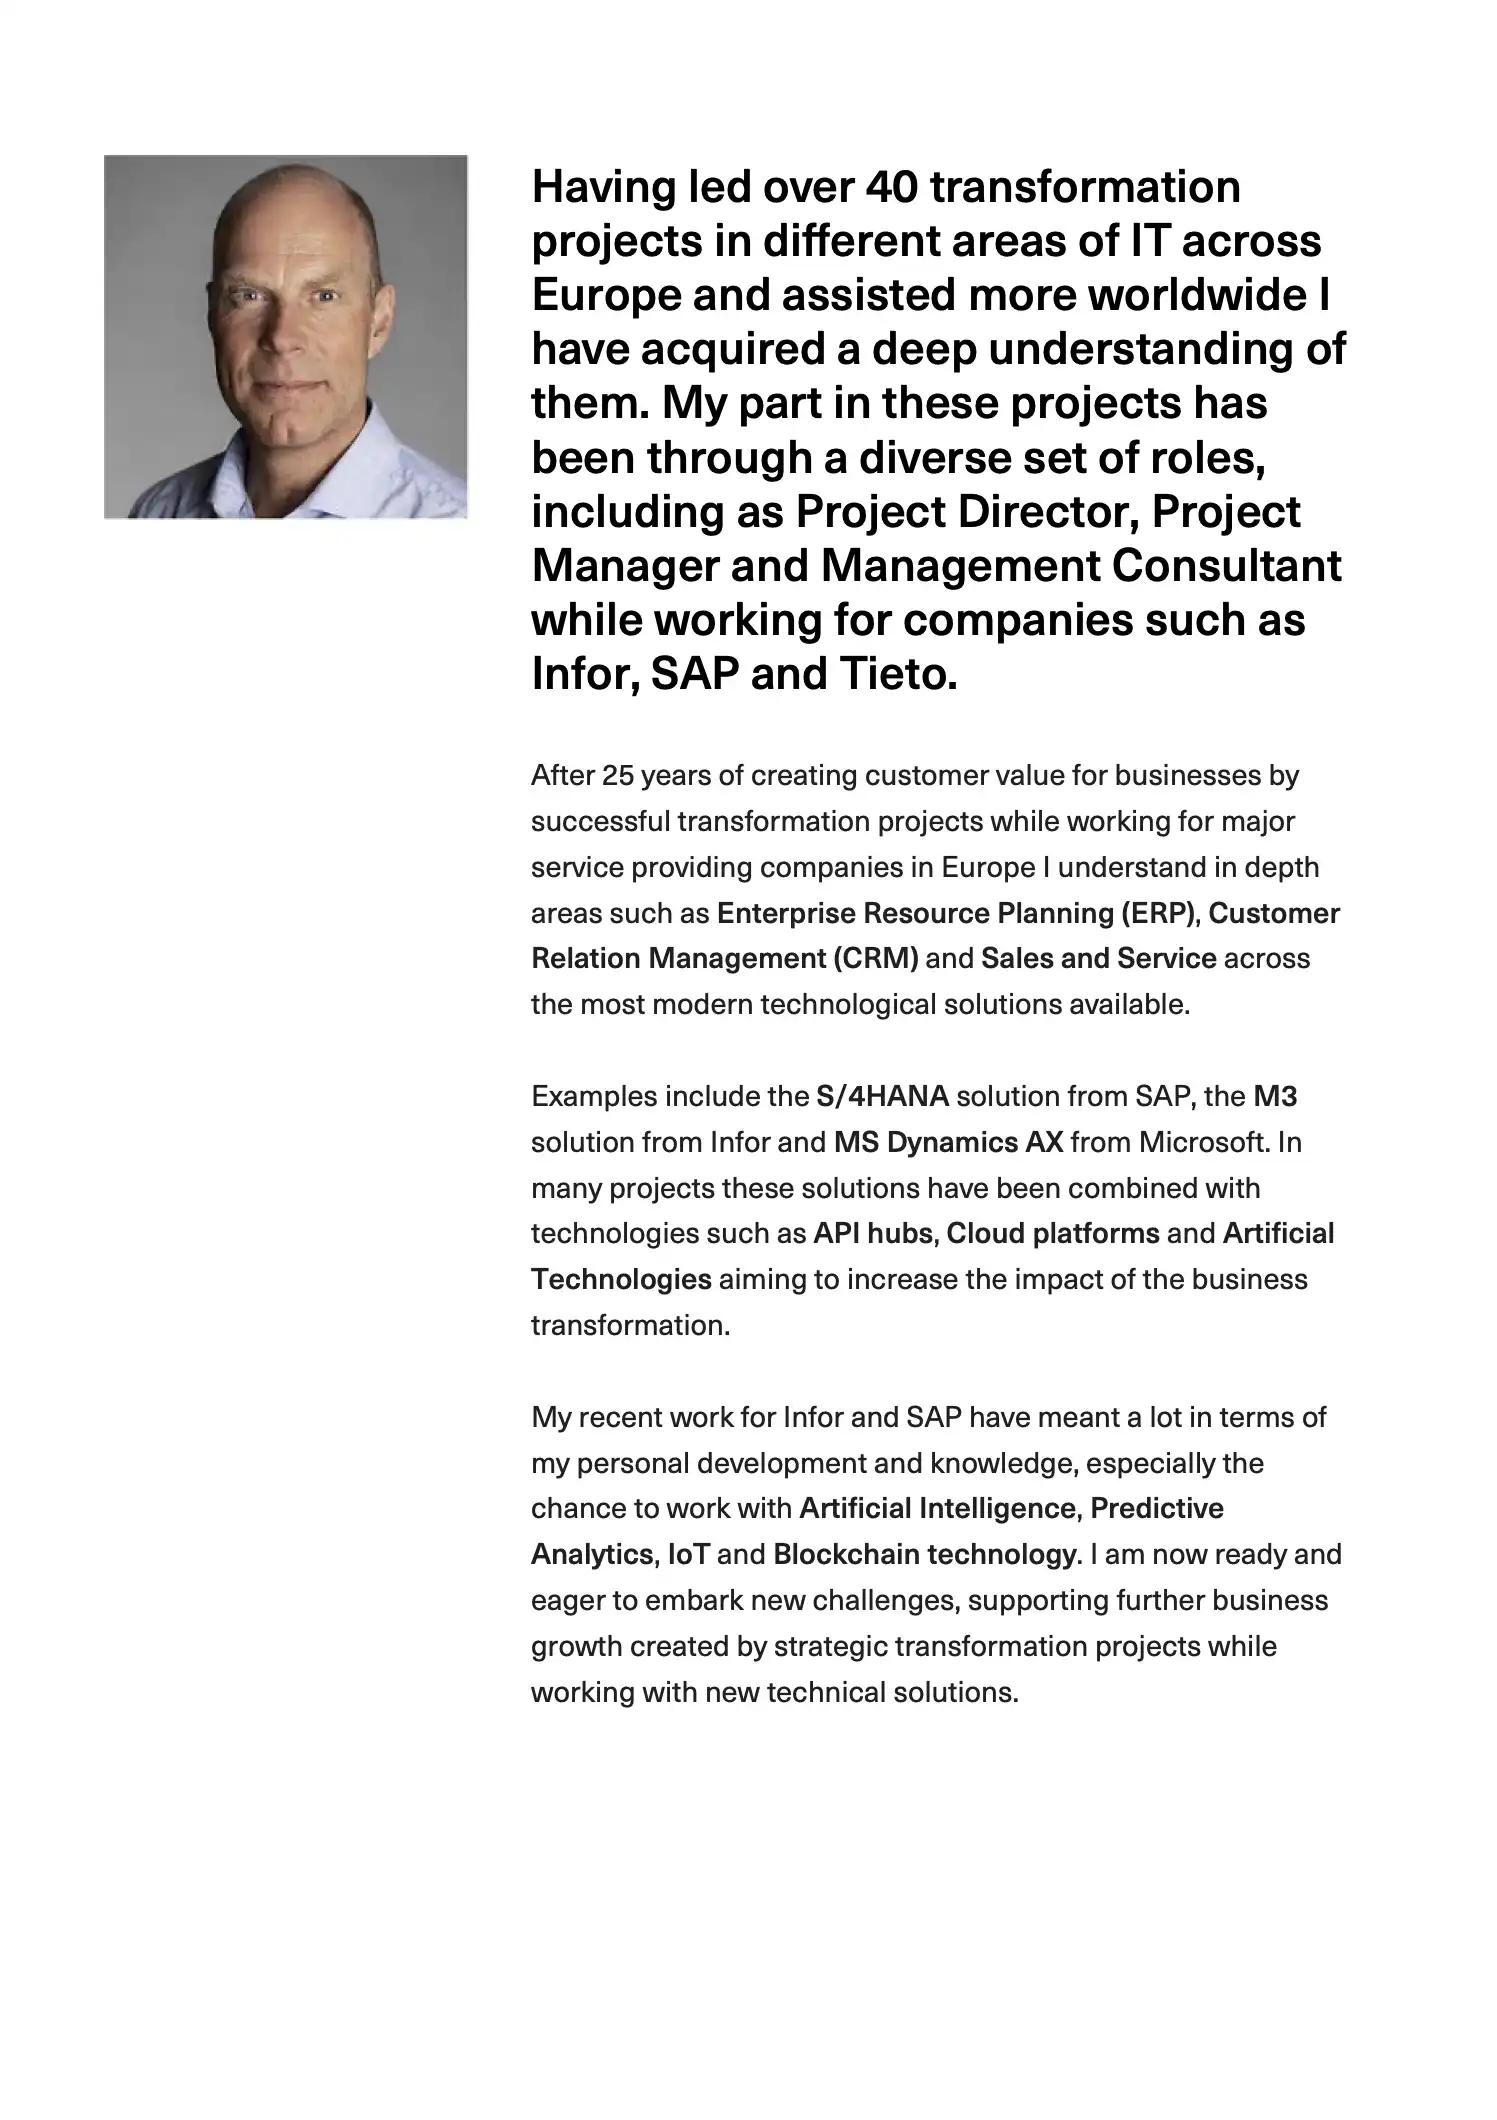 Having led over 40 transformation
projects in different areas of IT across
Europe and assisted more worldwide I
have acquired a deep understanding of
them. My part in these projects has
been through a diverse set of roles,
including as Project Director, Project
Manager and Management Consultant
while working for companies such as
Infor, SAP and Tieto.
After 25 years of creating customer value for businesses by
successful transformation projects while working for major
service providing companies in Europe I understand in depth
areas such as Enterprise Resource Planning (ERP), Customer
Relation Management (CRM) and Sales and Service across
the most modern technological solutions available.
Examples include the S/4HANA solution from SAP, the M3
solution from Infor and MS Dynamics AX from Microsoft. In
many projects these solutions have been combined with
technologies such as API hubs, Cloud platforms and Artificial
Technologies aiming to increase the impact of the business
transformation.
My recent work for Infor and SAP have meant a lot in terms of
my personal development and knowledge, especially the
chance to work with Artificial Intelligence, Predictive
Analytics, IoT and Blockchain technology. I am now ready and
eager to embark new challenges, supporting further business
growth created by strategic transformation projects while
working with new technical solutions.